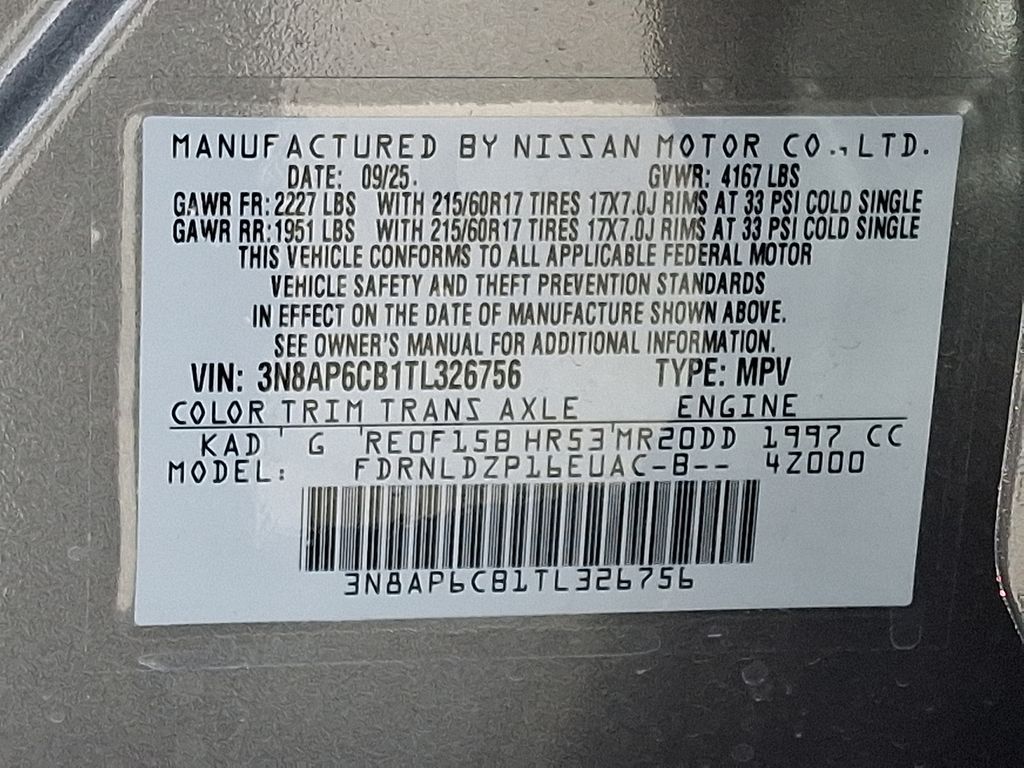 MANUFACTURED BY NISSAN MOTOR CO., LTD.
DATE: 09/25. GVWR: 4167 LBS
GAWR FR: 2227 LBS WITH 215/60R17 TIRES 17X7.0J RIMS AT 33 PSI COLD SINGLE
GAWR RR: 1951 LBS WITH 215/60R17 TIRES 17X7.0J RIMS AT 33 PSI COLD SINGLE
THIS VEHICLE CONFORMS TO ALL APPLICABLE FEDERAL MOTOR
VEHICLE SAFETY AND THEFT PREVENTION STANDARDS
IN EFFECT ON THE DATE OF MANUFACTURE SHOWN ABOVE.
SEE OWNER'S MANUAL FOR ADDITIONAL INFORMATION.
VIN: 3N8AP6CB1TL326756 TYPE: MPV
COLOR TRIM TRANS AXLE ENGINE
KAD G RE0F15B HR53 MR20DD 1997 CC
MODEL: FDRNLDZP16EUAC-B-- 4Z000
3N8AP6CB1TL326756